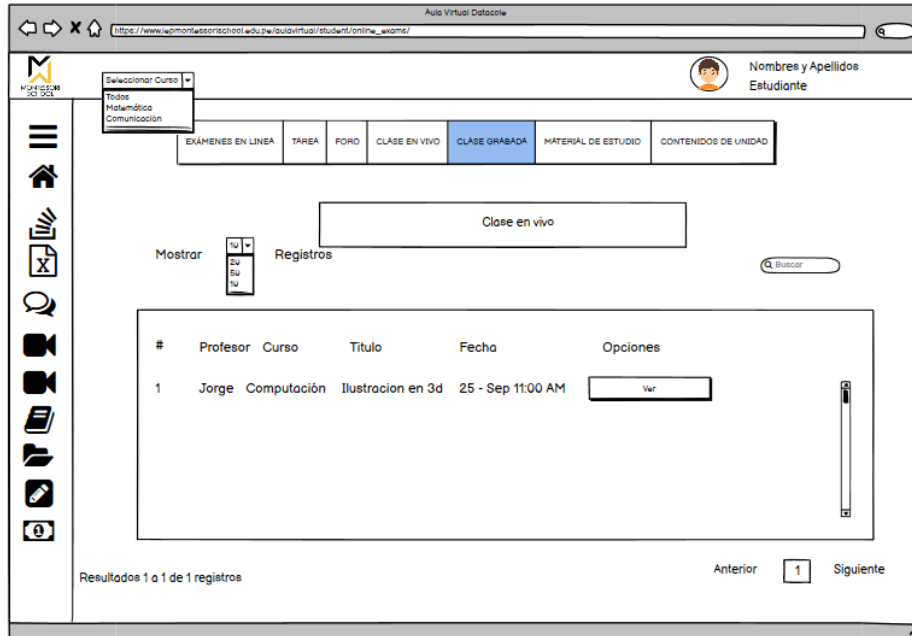 Aula Virtual Datacole
https://www.iepmontessorischool.edu.pe/aulavirtual/student/online_exams/
MONTESSORI
SCHOOL
Seleccionar Curso
Todos
Matemática
Comunicación
Nombres y Apellidos
Estudiante
EXÁMENES EN LINEA TAREA FORO CLASE EN VIVO CLASE GRABADA MATERIAL DE ESTUDIO CONTENIDOS DE UNIDAD
Clase en vivo
Mostrar 10 Registros
20
50
10
Buscar
# Profesor Curso Titulo Fecha Opciones
1 Jorge Computación Ilustracion en 3d 25 - Sep 11:00 AM Ver
Resultados 1 a 1 de 1 registros
Anterior 1 Siguiente